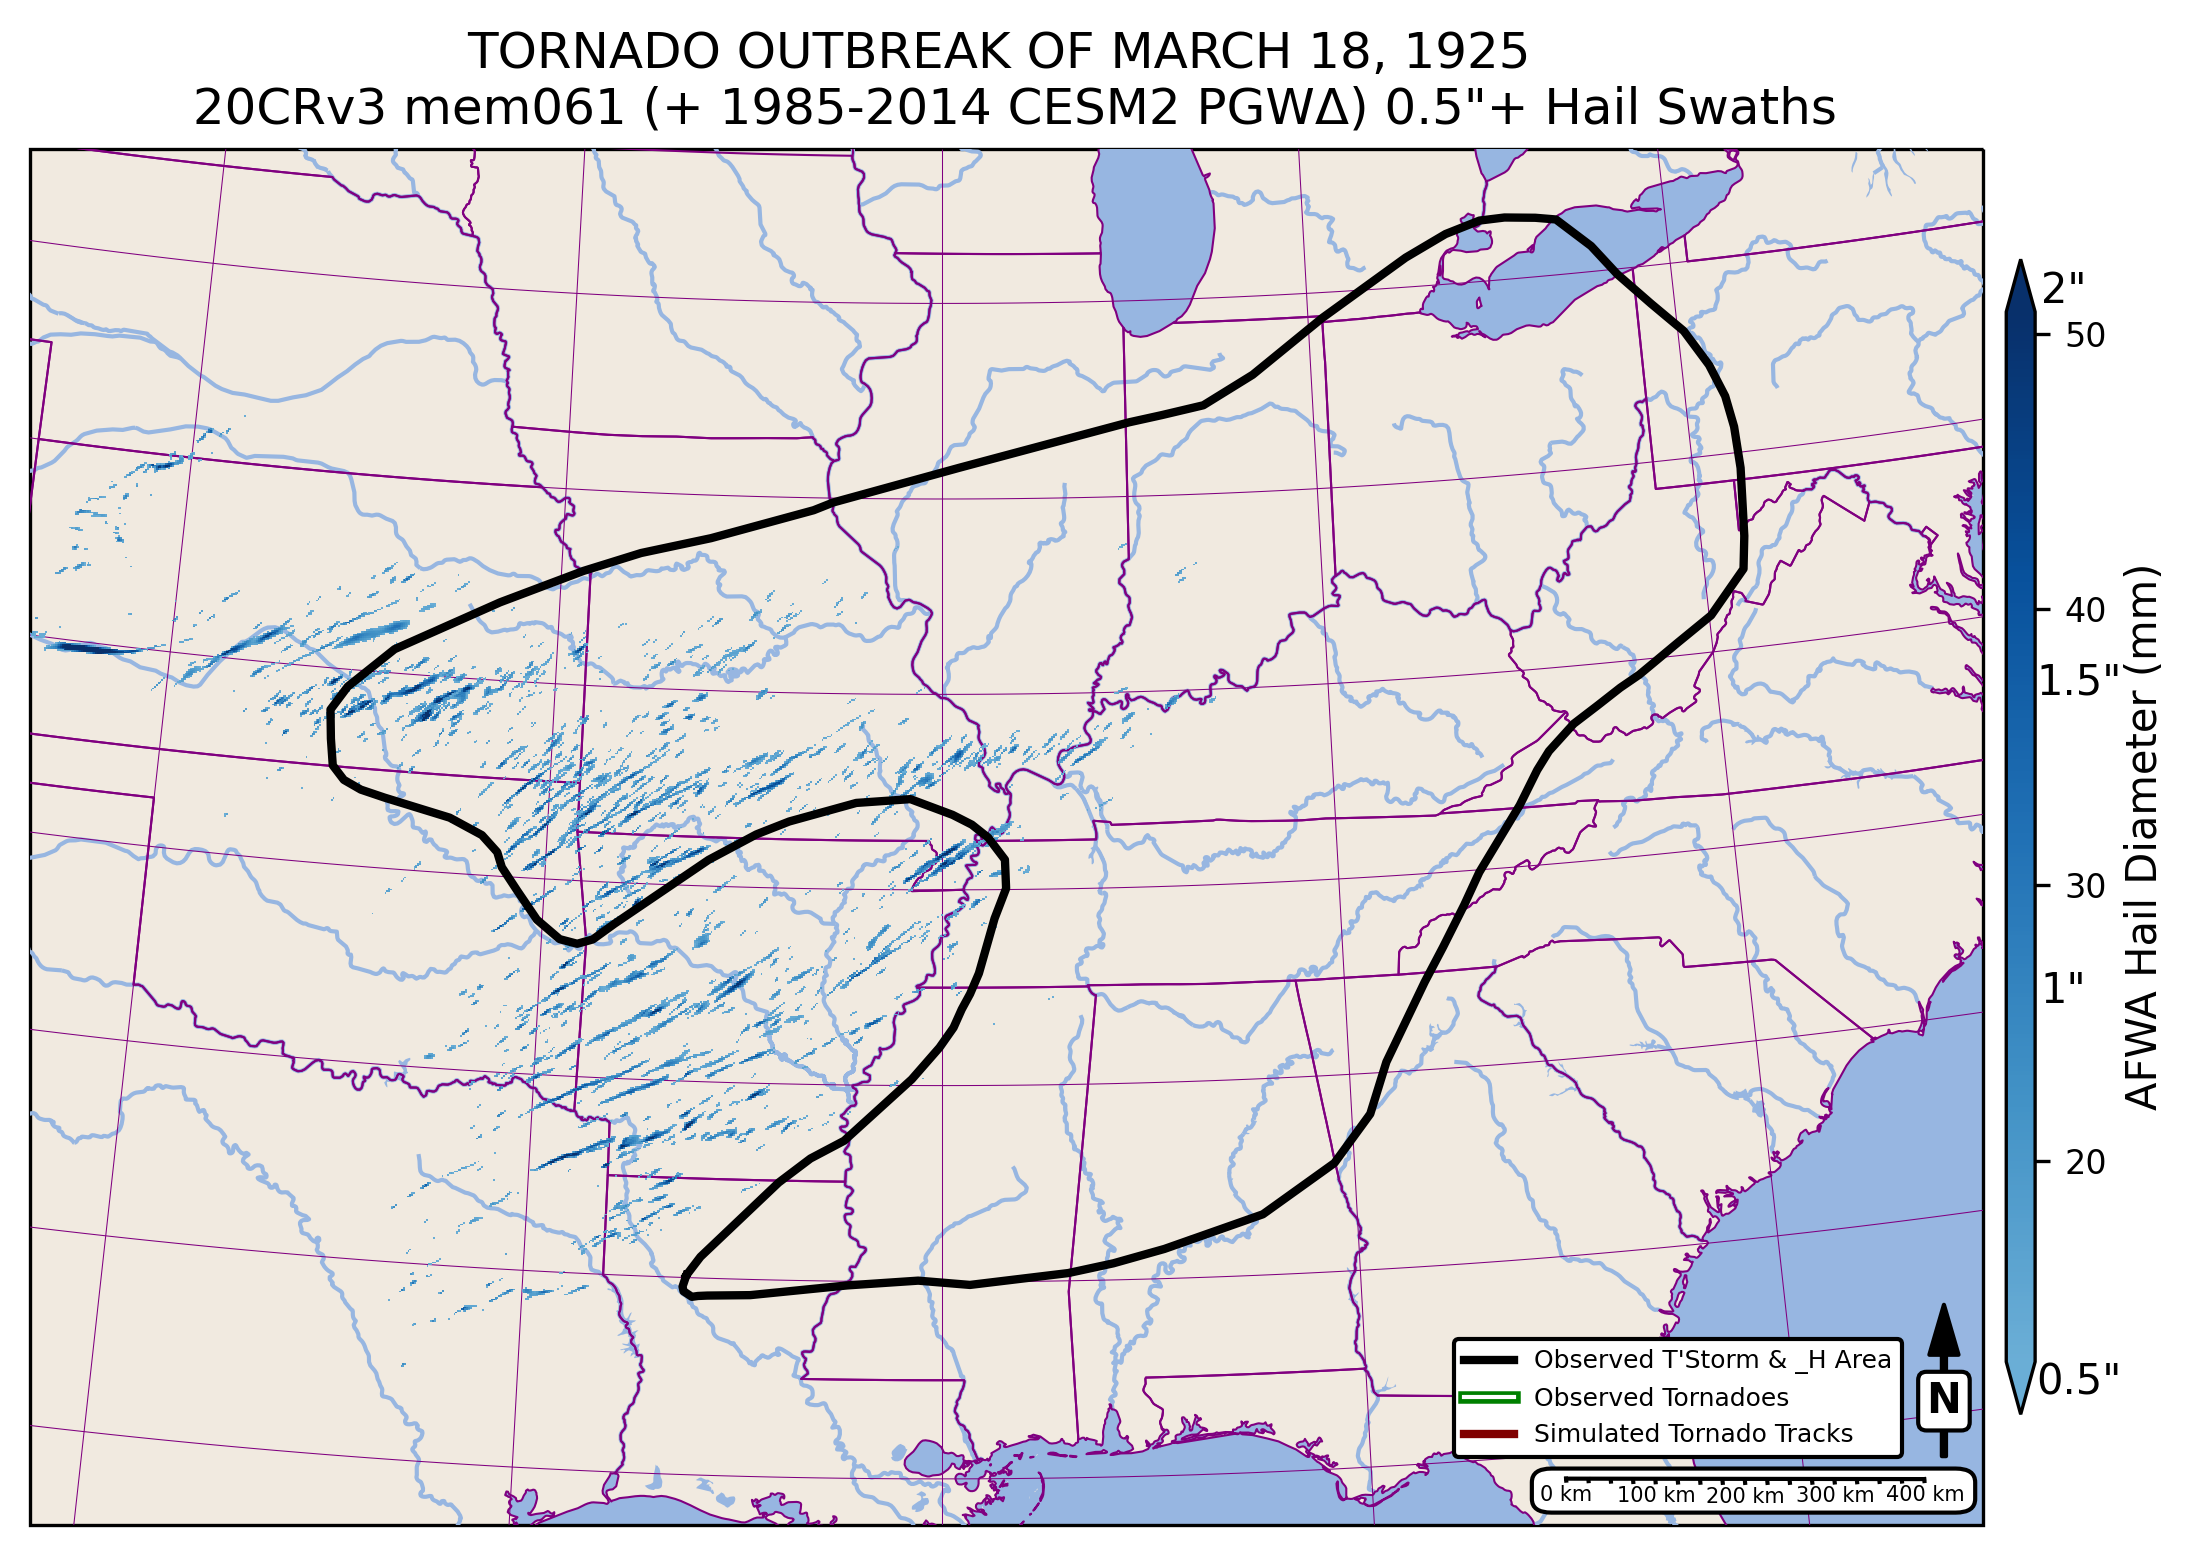 TORNADO OUTBREAK OF MARCH 18, 1925
20CRv3 mem061 (+ 1985-2014 CESM2 PGWΔ) 0.5"+ Hail Swaths
2"
50
40
1.5"
30
1"
20
0.5"
AFWA Hail Diameter (mm)
Observed T'Storm & _H Area
Observed Tornadoes
Simulated Tornado Tracks
N
0 km 100 km 200 km 300 km 400 km